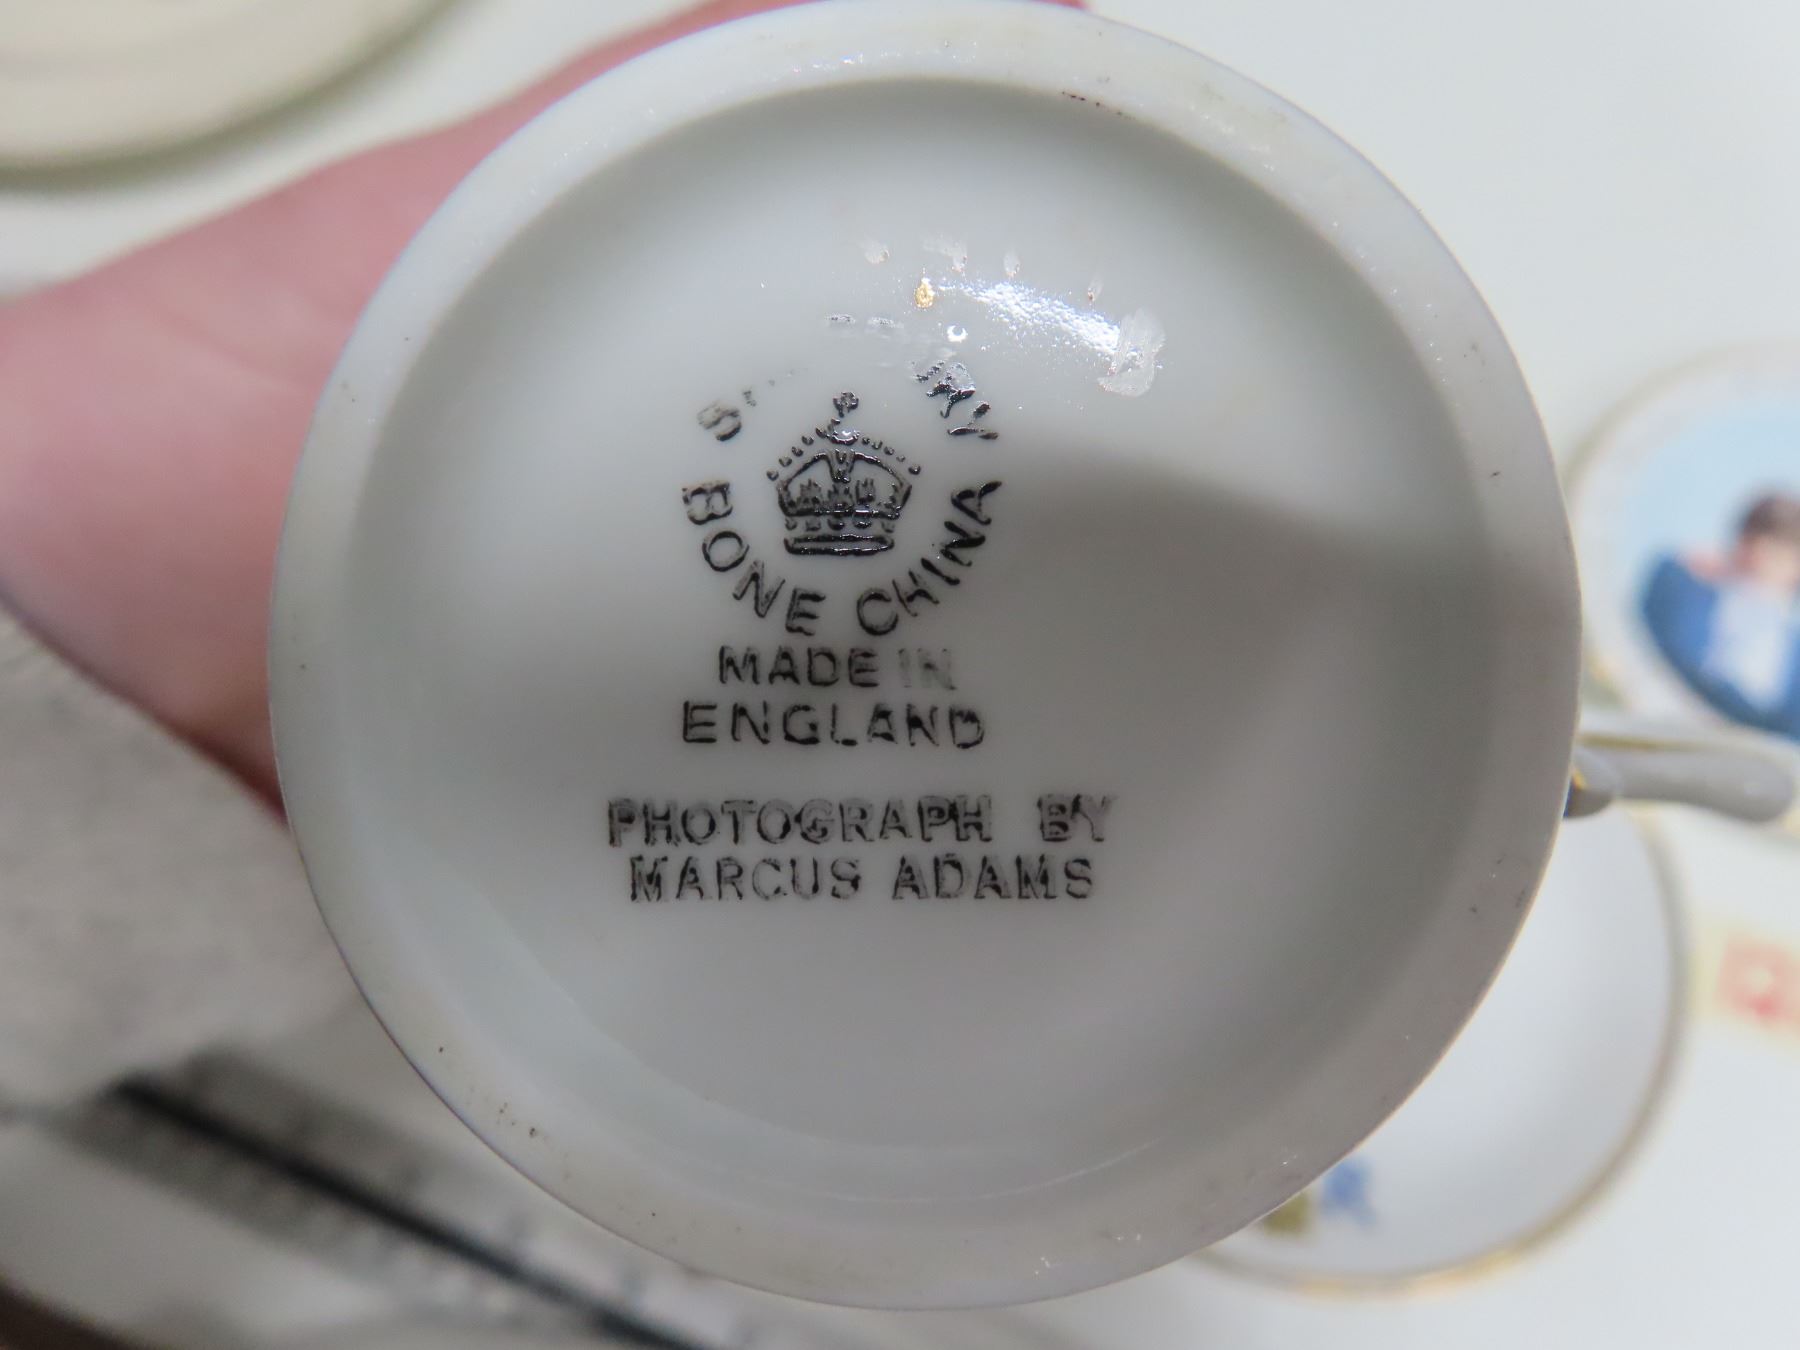 BONE CHINA
MADE IN
ENGLAND
PHOTOGRAPH BY
MARCUS ADAMS